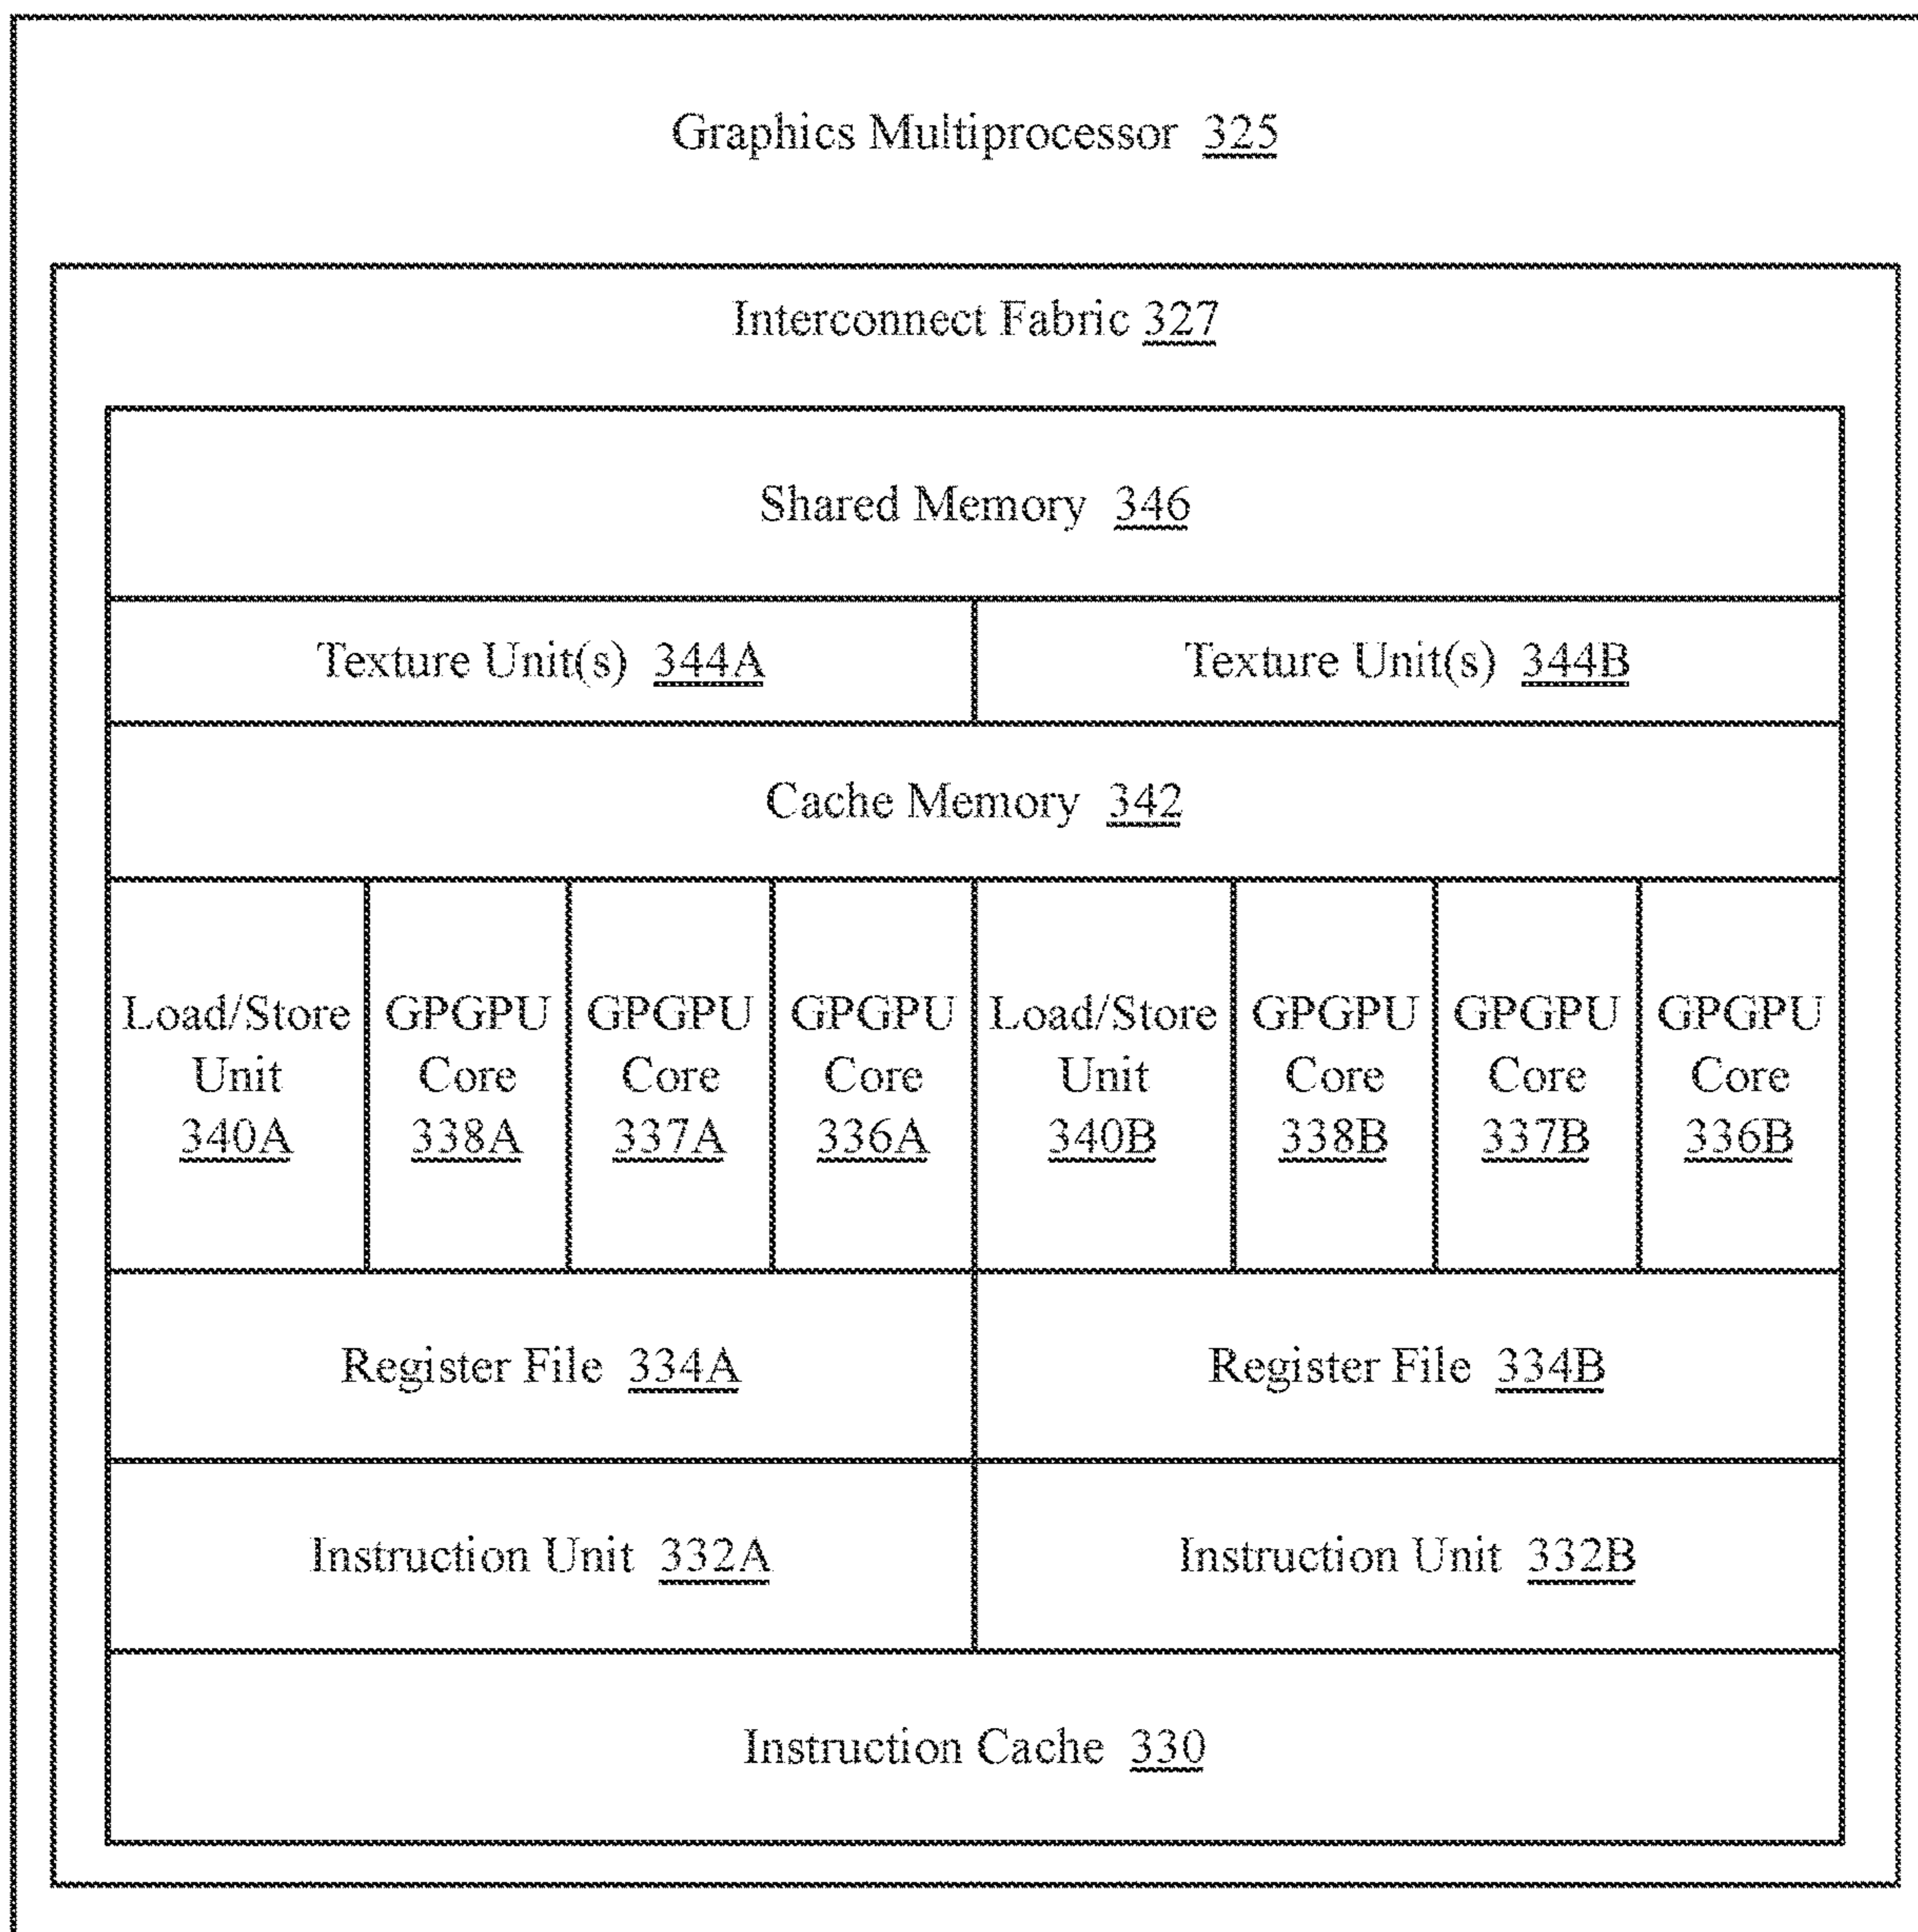 Graphics Multiprocessor 325
Interconnect Fabric 327
Shared Memory 346
Texture Unit(s) 344A
Texture Unit(s) 344B
Cache Memory 342
Load/Store
Unit
340A
GPGPU
Core
338A
GPGPU
Core
337A
GPGPU
Core
336A
Load/Store
Unit
340B
GPGPU
Core
338B
GPGPU
Core
337B
GPGPU
Core
336B
Register File 334A
Register File 334B
Instruction Unit 332A
Instruction Unit 332B
Instruction Cache 330